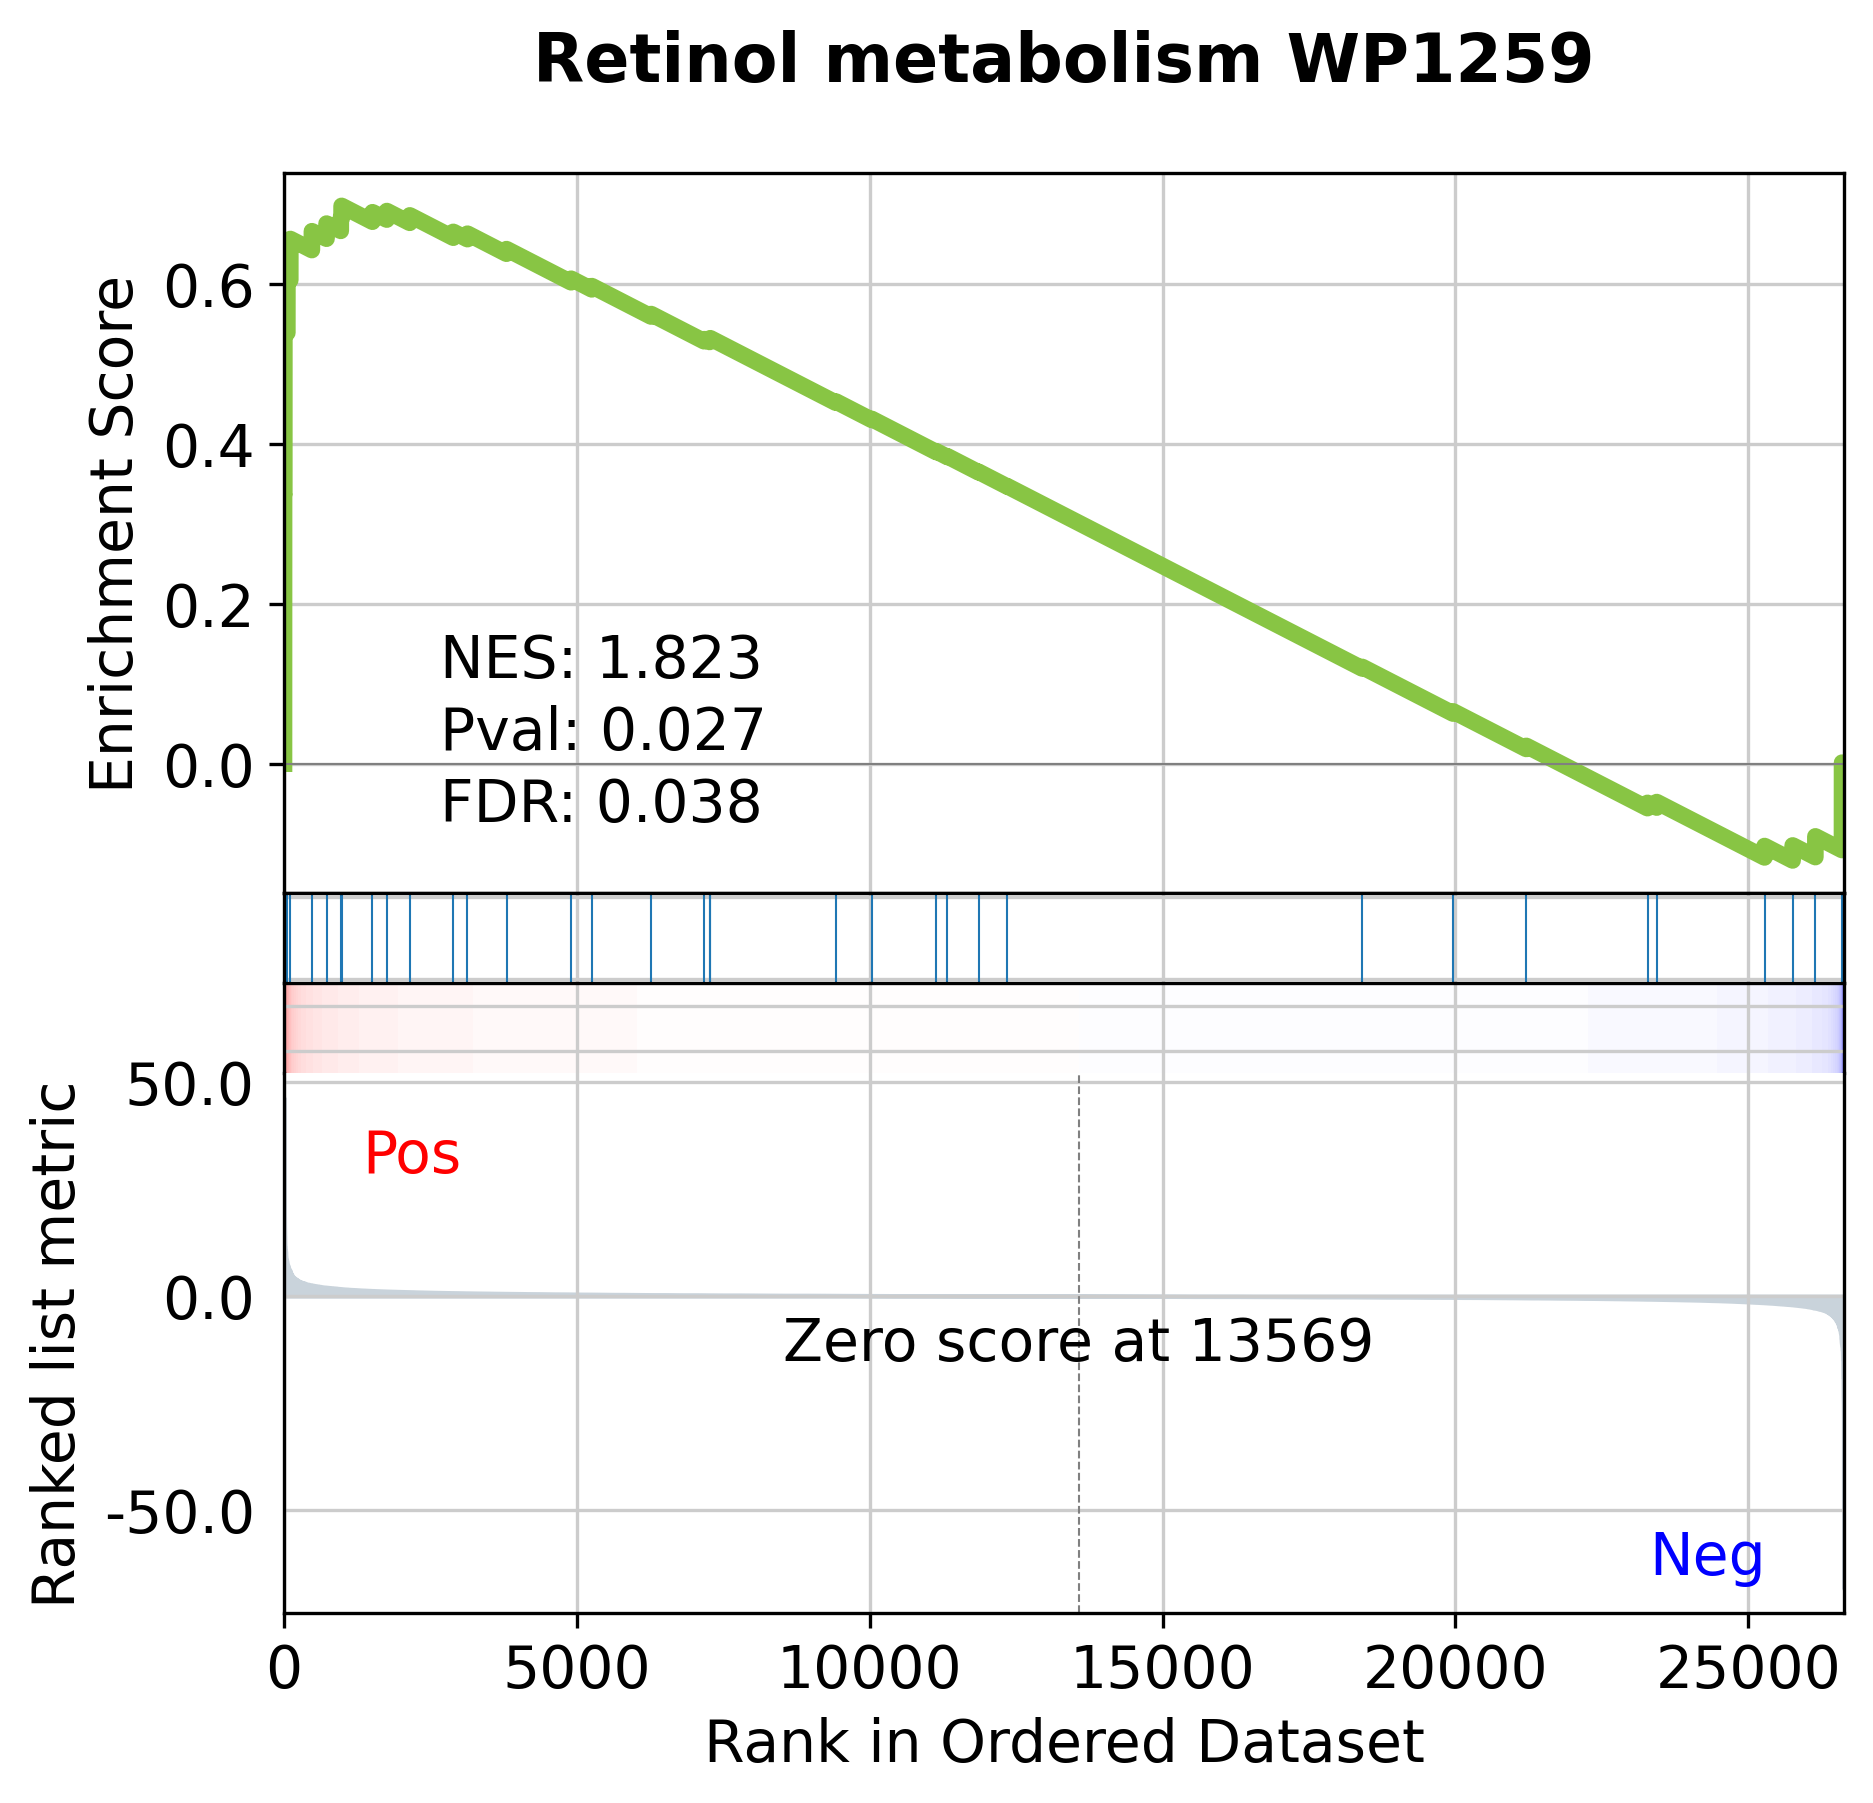 Retinol metabolism WP1259
Enrichment Score
0.6
0.4
0.2
0.0
NES: 1.823
Pval: 0.027
FDR: 0.038
Ranked list metric
50.0
0.0
-50.0
Pos
Zero score at 13569
Neg
0 5000 10000 15000 20000 25000
Rank in Ordered Dataset